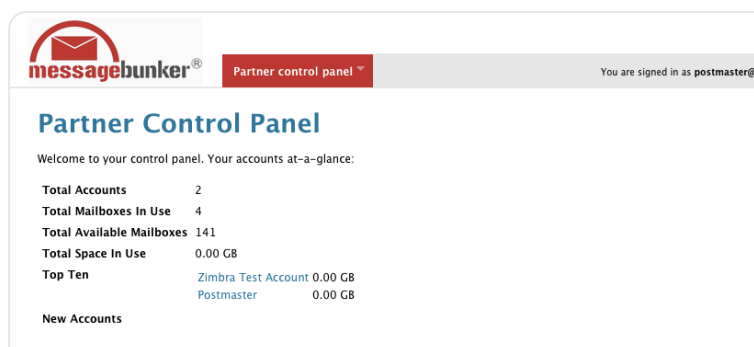 messagebunker®
Partner control panel
You are signed in as postmaster@
Partner Control Panel
Welcome to your control panel. Your accounts at-a-glance:
Total Accounts 2
Total Mailboxes In Use 4
Total Available Mailboxes 141
Total Space In Use 0.00 GB
Top Ten Zimbra Test Account 0.00 GB
Postmaster 0.00 GB
New Accounts